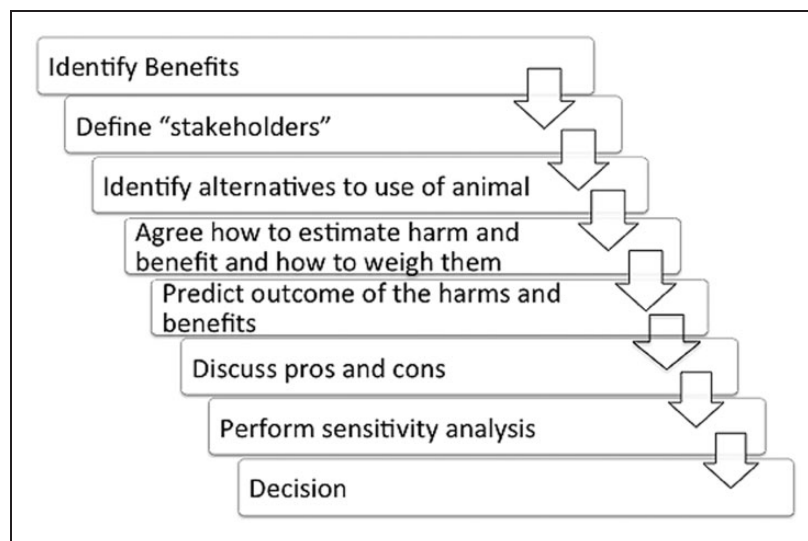 Identify Benefits
Define “stakeholders”
Identify alternatives to use of animal
Agree how to estimate harm and
benefit and how to weigh them
Predict outcome of the harms and
benefits
Discuss pros and cons
Perform sensitivity analysis
Decision